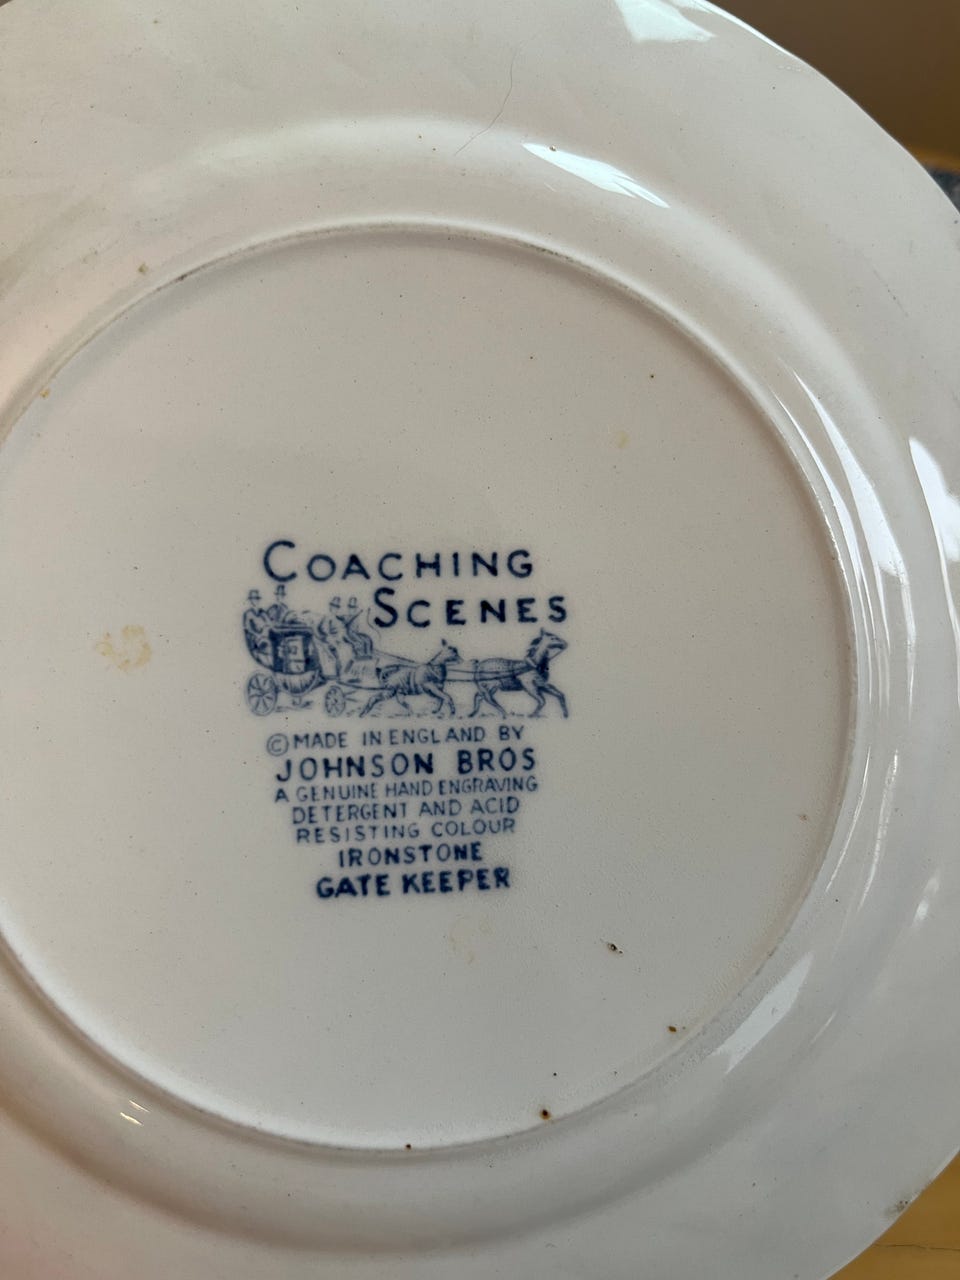 COACHING
SCENES
©MADE IN ENGLAND BY
JOHNSON BROS
A GENUINE HAND ENGRAVING
DETERGENT AND ACID
RESISTING COLOUR
IRONSTONE
GATE KEEPER